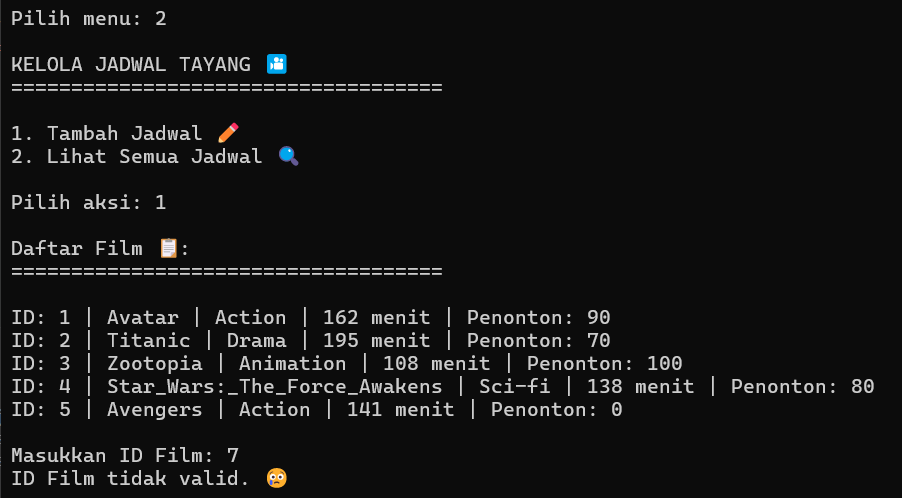 Pilih menu: 2
KELOLA JADWAL TAYANG 🎦
====================================
1. Tambah Jadwal ✏️
2. Lihat Semua Jadwal 🔍
Pilih aksi: 1
Daftar Film 📋:
====================================
ID: 1 | Avatar | Action | 162 menit | Penonton: 90
ID: 2 | Titanic | Drama | 195 menit | Penonton: 70
ID: 3 | Zootopia | Animation | 108 menit | Penonton: 100
ID: 4 | Star_Wars:_The_Force_Awakens | Sci-fi | 138 menit | Penonton: 80
ID: 5 | Avengers | Action | 141 menit | Penonton: 0
Masukkan ID Film: 7
ID Film tidak valid. 😢